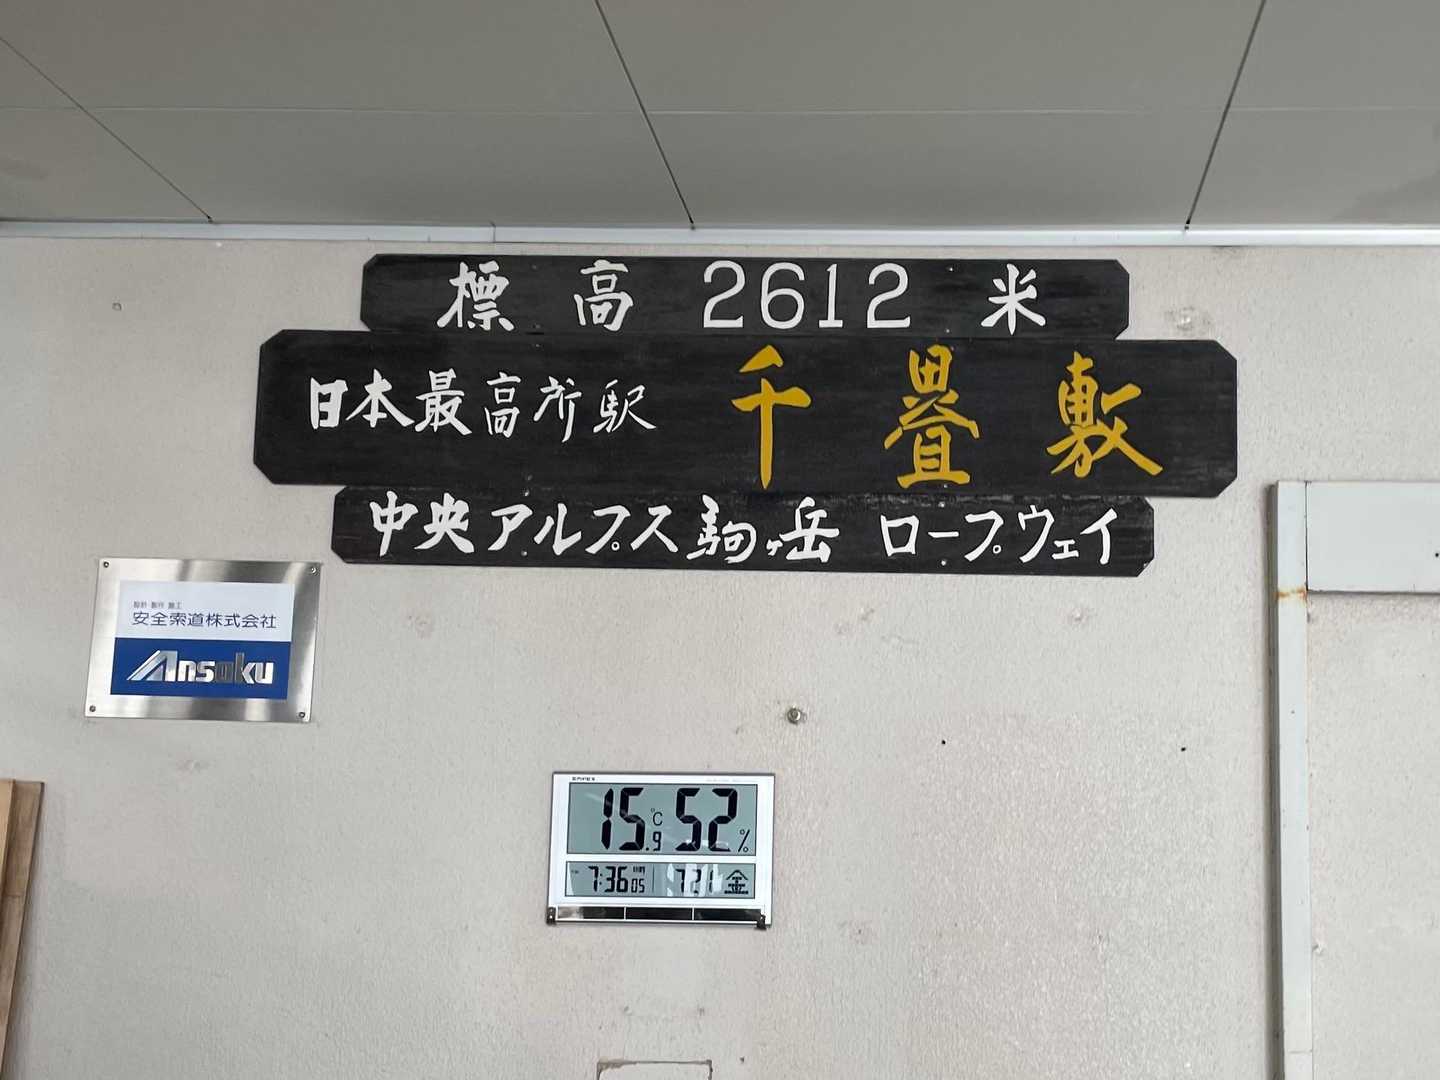 標高 2612 米
日本最高所駅 千畳敷
中央アルプス駒ヶ岳 ロープウェイ
設計 製作 施工
安全索道株式会社
Ansaku
15.9 ℃ 52 %
7:36 05 7 21 金